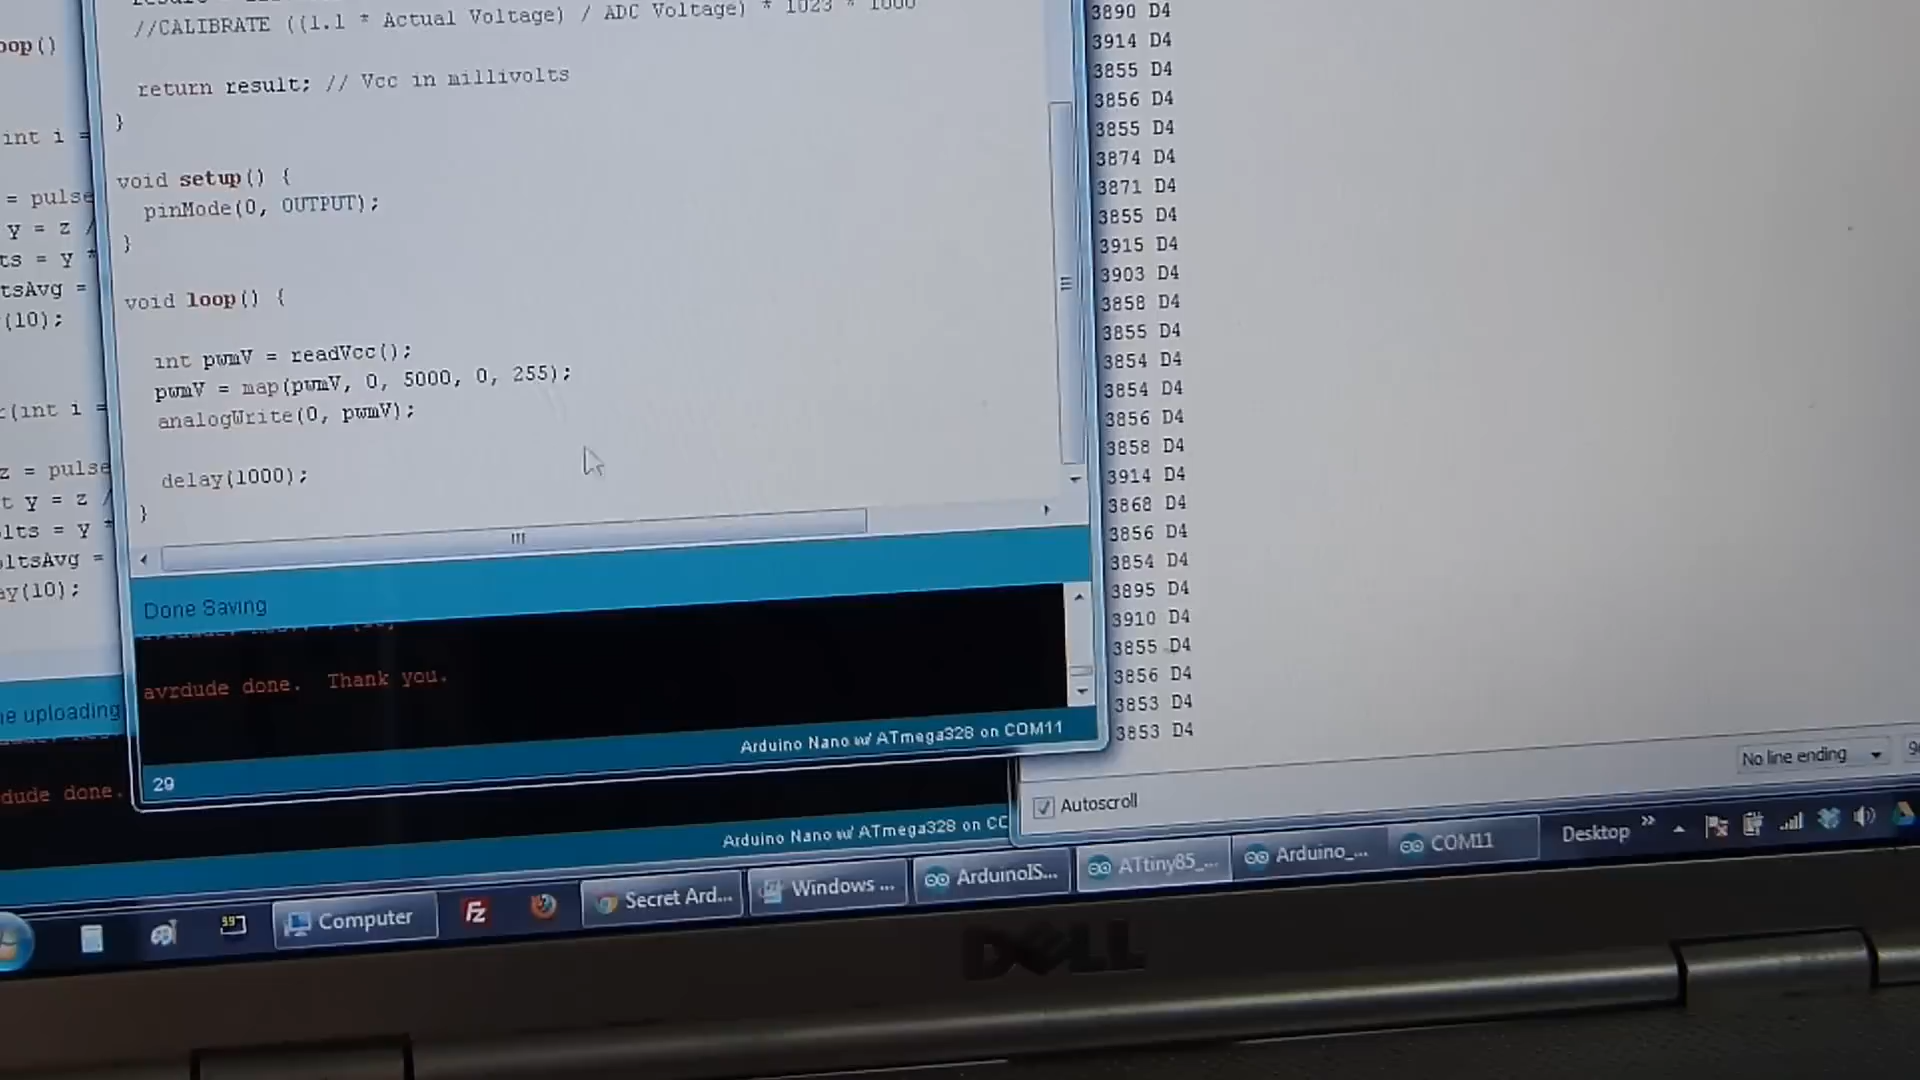 //CALIBRATE ((1.1 * Actual Voltage) / ADC Voltage) * 1023 * 1000
return result; // Vcc in millivolts
}
void setup() {
pinMode(0, OUTPUT);
}
void loop() {
int pwmV = readVcc();
pwmV = map(pwmV, 0, 5000, 0, 255);
analogWrite(0, pwmV);
delay(1000);
}
Done Saving
avrdude done.  Thank you.
Arduino Nano w/ ATmega328 on COM11
29
oop()
int i =
= pulse
y = z /
ts = y *
tsAvg =
(10);
(int i =
z = pulse
t y = z /
lts = y *
ltsAvg =
ay(10);
ne uploading
dude done.
Arduino Nano w/ ATmega328 on CC
3890 D4
3914 D4
3855 D4
3856 D4
3855 D4
3874 D4
3871 D4
3855 D4
3915 D4
3903 D4
3858 D4
3855 D4
3854 D4
3854 D4
3856 D4
3858 D4
3914 D4
3868 D4
3856 D4
3854 D4
3895 D4
3910 D4
3855 D4
3856 D4
3853 D4
3853 D4
No line ending
Autoscroll
Computer
Fz
Secret Ard...
Windows ...
ArduinoIS...
ATtiny85_...
Arduino_...
COM11
Desktop
DELL